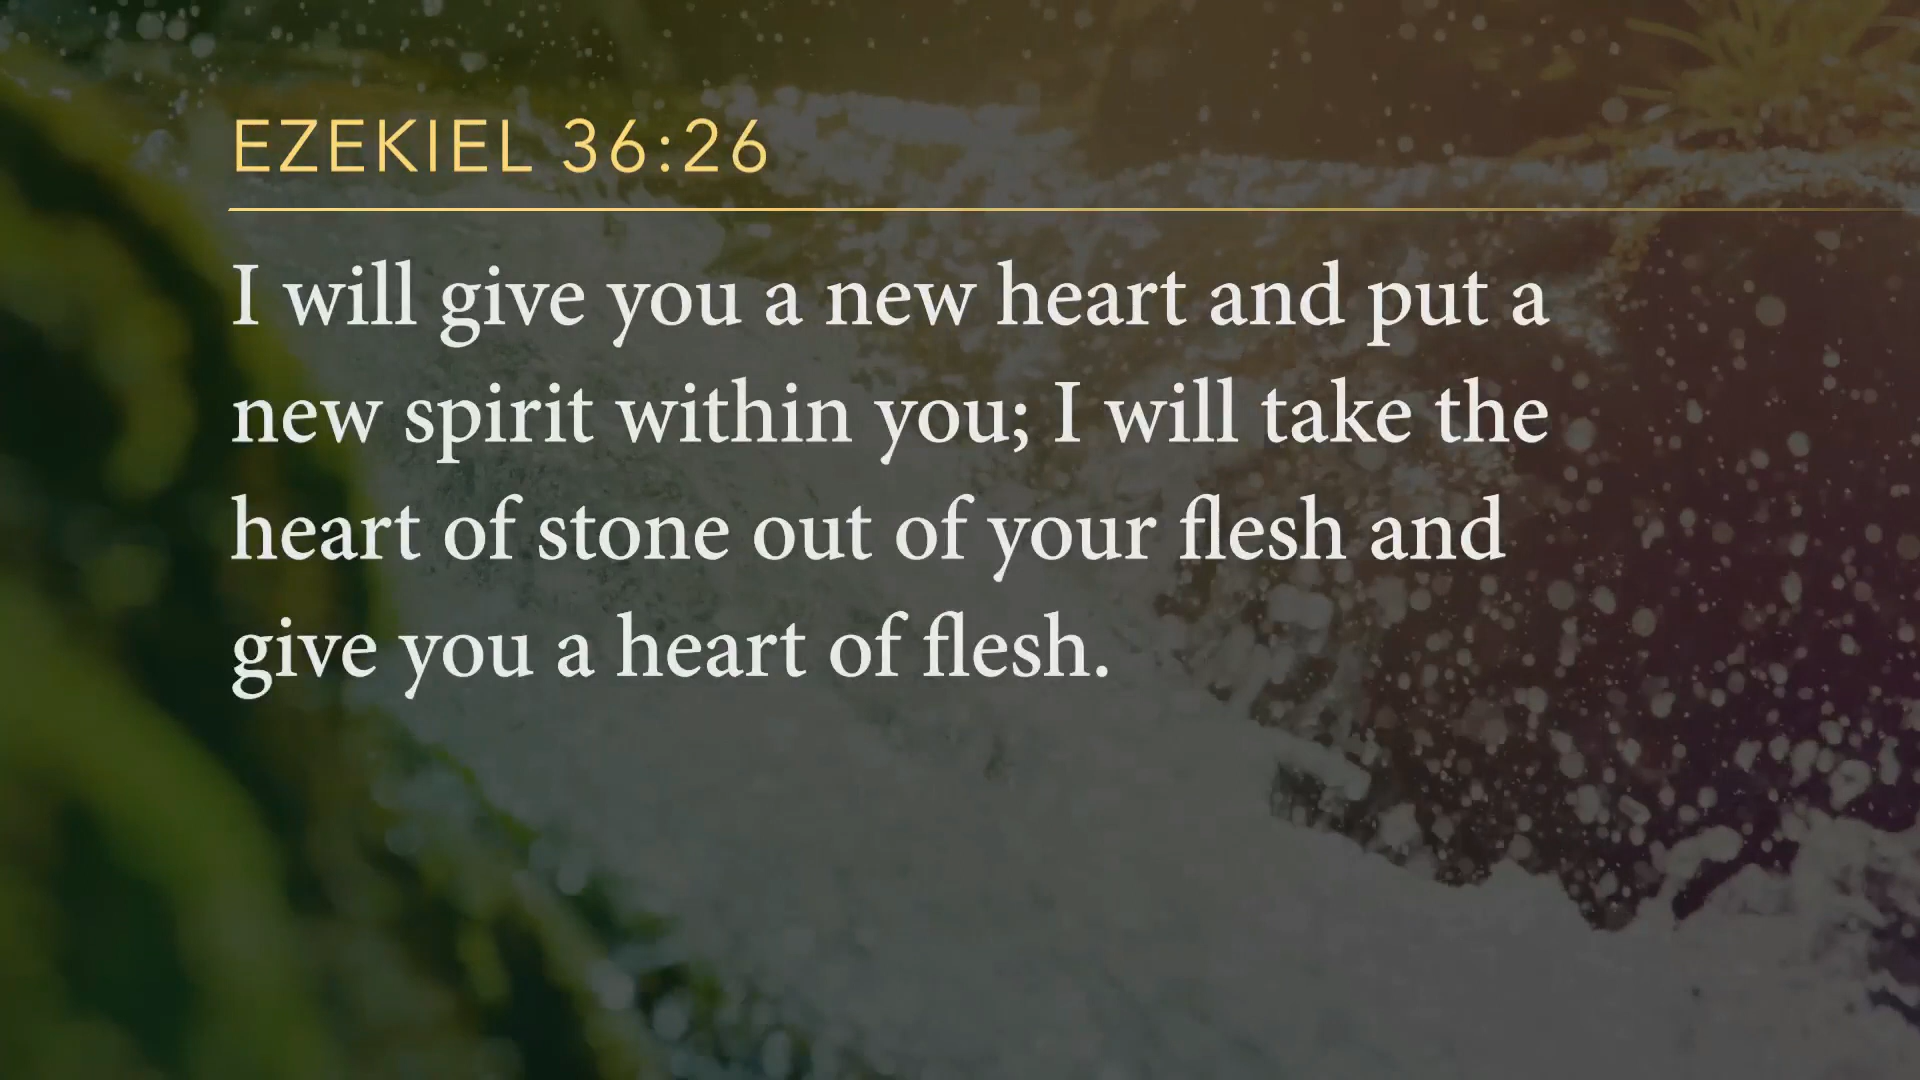 EZEKIEL 36:26
I will give you a new heart and put a
new spirit within you; I will take the
heart of stone out of your flesh and
give you a heart of flesh.